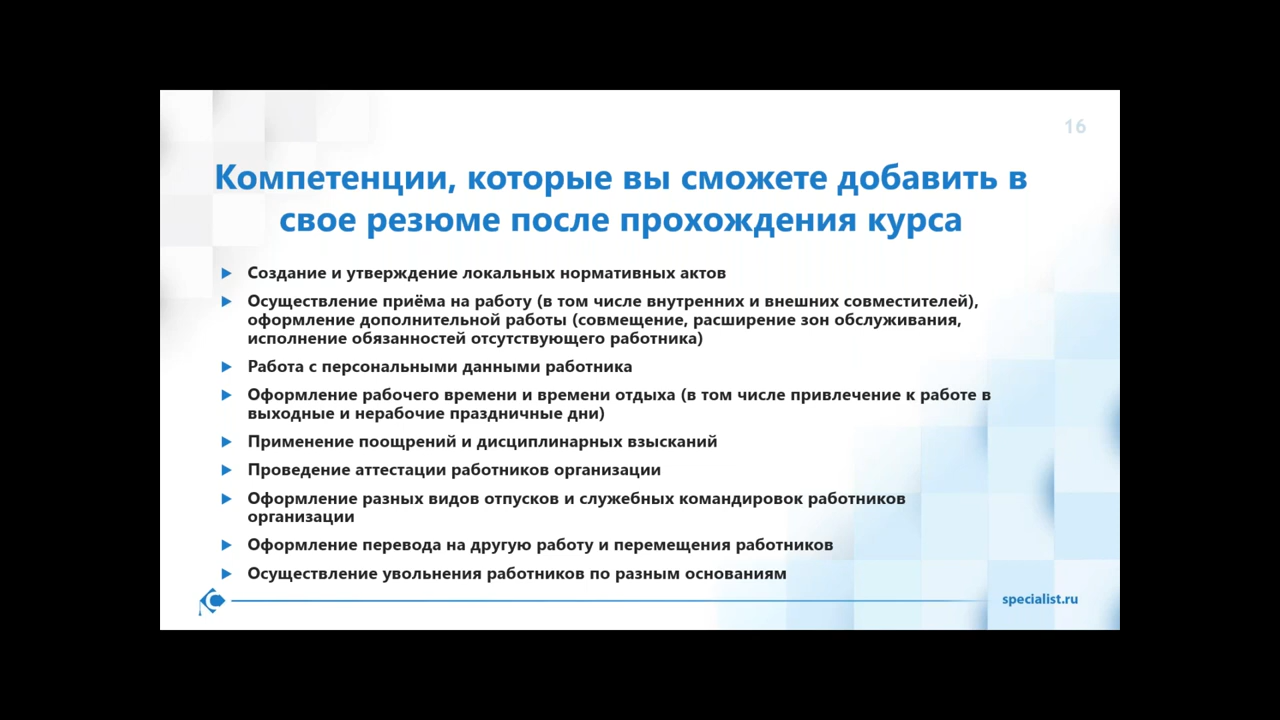 16
Компетенции, которые вы сможете добавить в
свое резюме после прохождения курса
Создание и утверждение локальных нормативных актов
Осуществление приёма на работу (в том числе внутренних и внешних совместителей),
оформление дополнительной работы (совмещение, расширение зон обслуживания,
исполнение обязанностей отсутствующего работника)
Работа с персональными данными работника
Оформление рабочего времени и времени отдыха (в том числе привлечение к работе в
выходные и нерабочие праздничные дни)
Применение поощрений и дисциплинарных взысканий
Проведение аттестации работников организации
Оформление разных видов отпусков и служебных командировок работников
организации
Оформление перевода на другую работу и перемещения работников
Осуществление увольнения работников по разным основаниям
specialist.ru